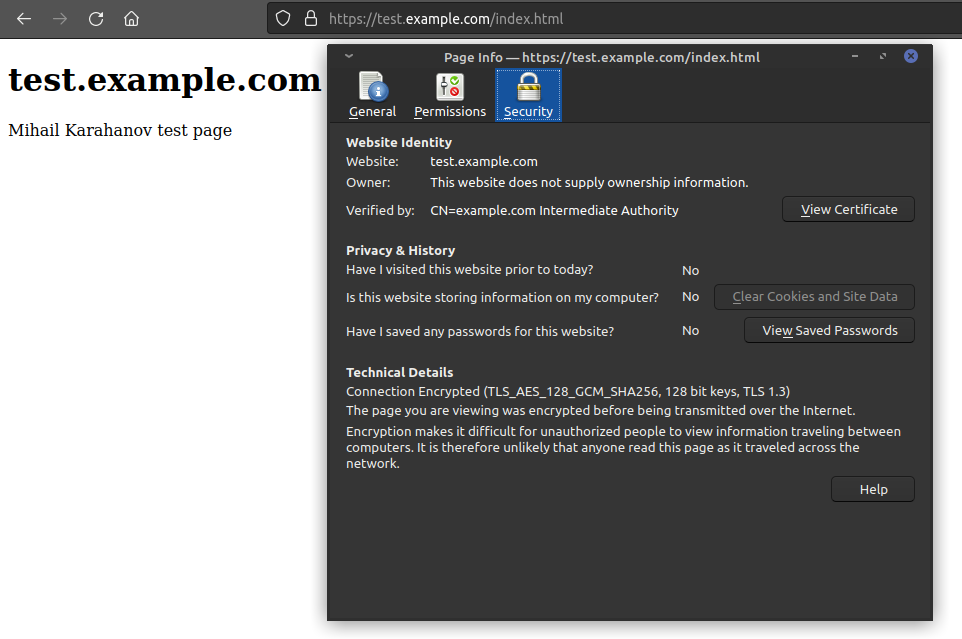 https://test.example.com/index.html
test.example.com
Mihail Karahanov test page
Page Info — https://test.example.com/index.html
General Permissions Security
Website Identity
Website: test.example.com
Owner: This website does not supply ownership information.
Verified by: CN=example.com Intermediate Authority View Certificate
Privacy & History
Have I visited this website prior to today? No
Is this website storing information on my computer? No Clear Cookies and Site Data
Have I saved any passwords for this website? No View Saved Passwords
Technical Details
Connection Encrypted (TLS_AES_128_GCM_SHA256, 128 bit keys, TLS 1.3)
The page you are viewing was encrypted before being transmitted over the Internet.
Encryption makes it difficult for unauthorized people to view information traveling between
computers. It is therefore unlikely that anyone read this page as it traveled across the
network.
Help